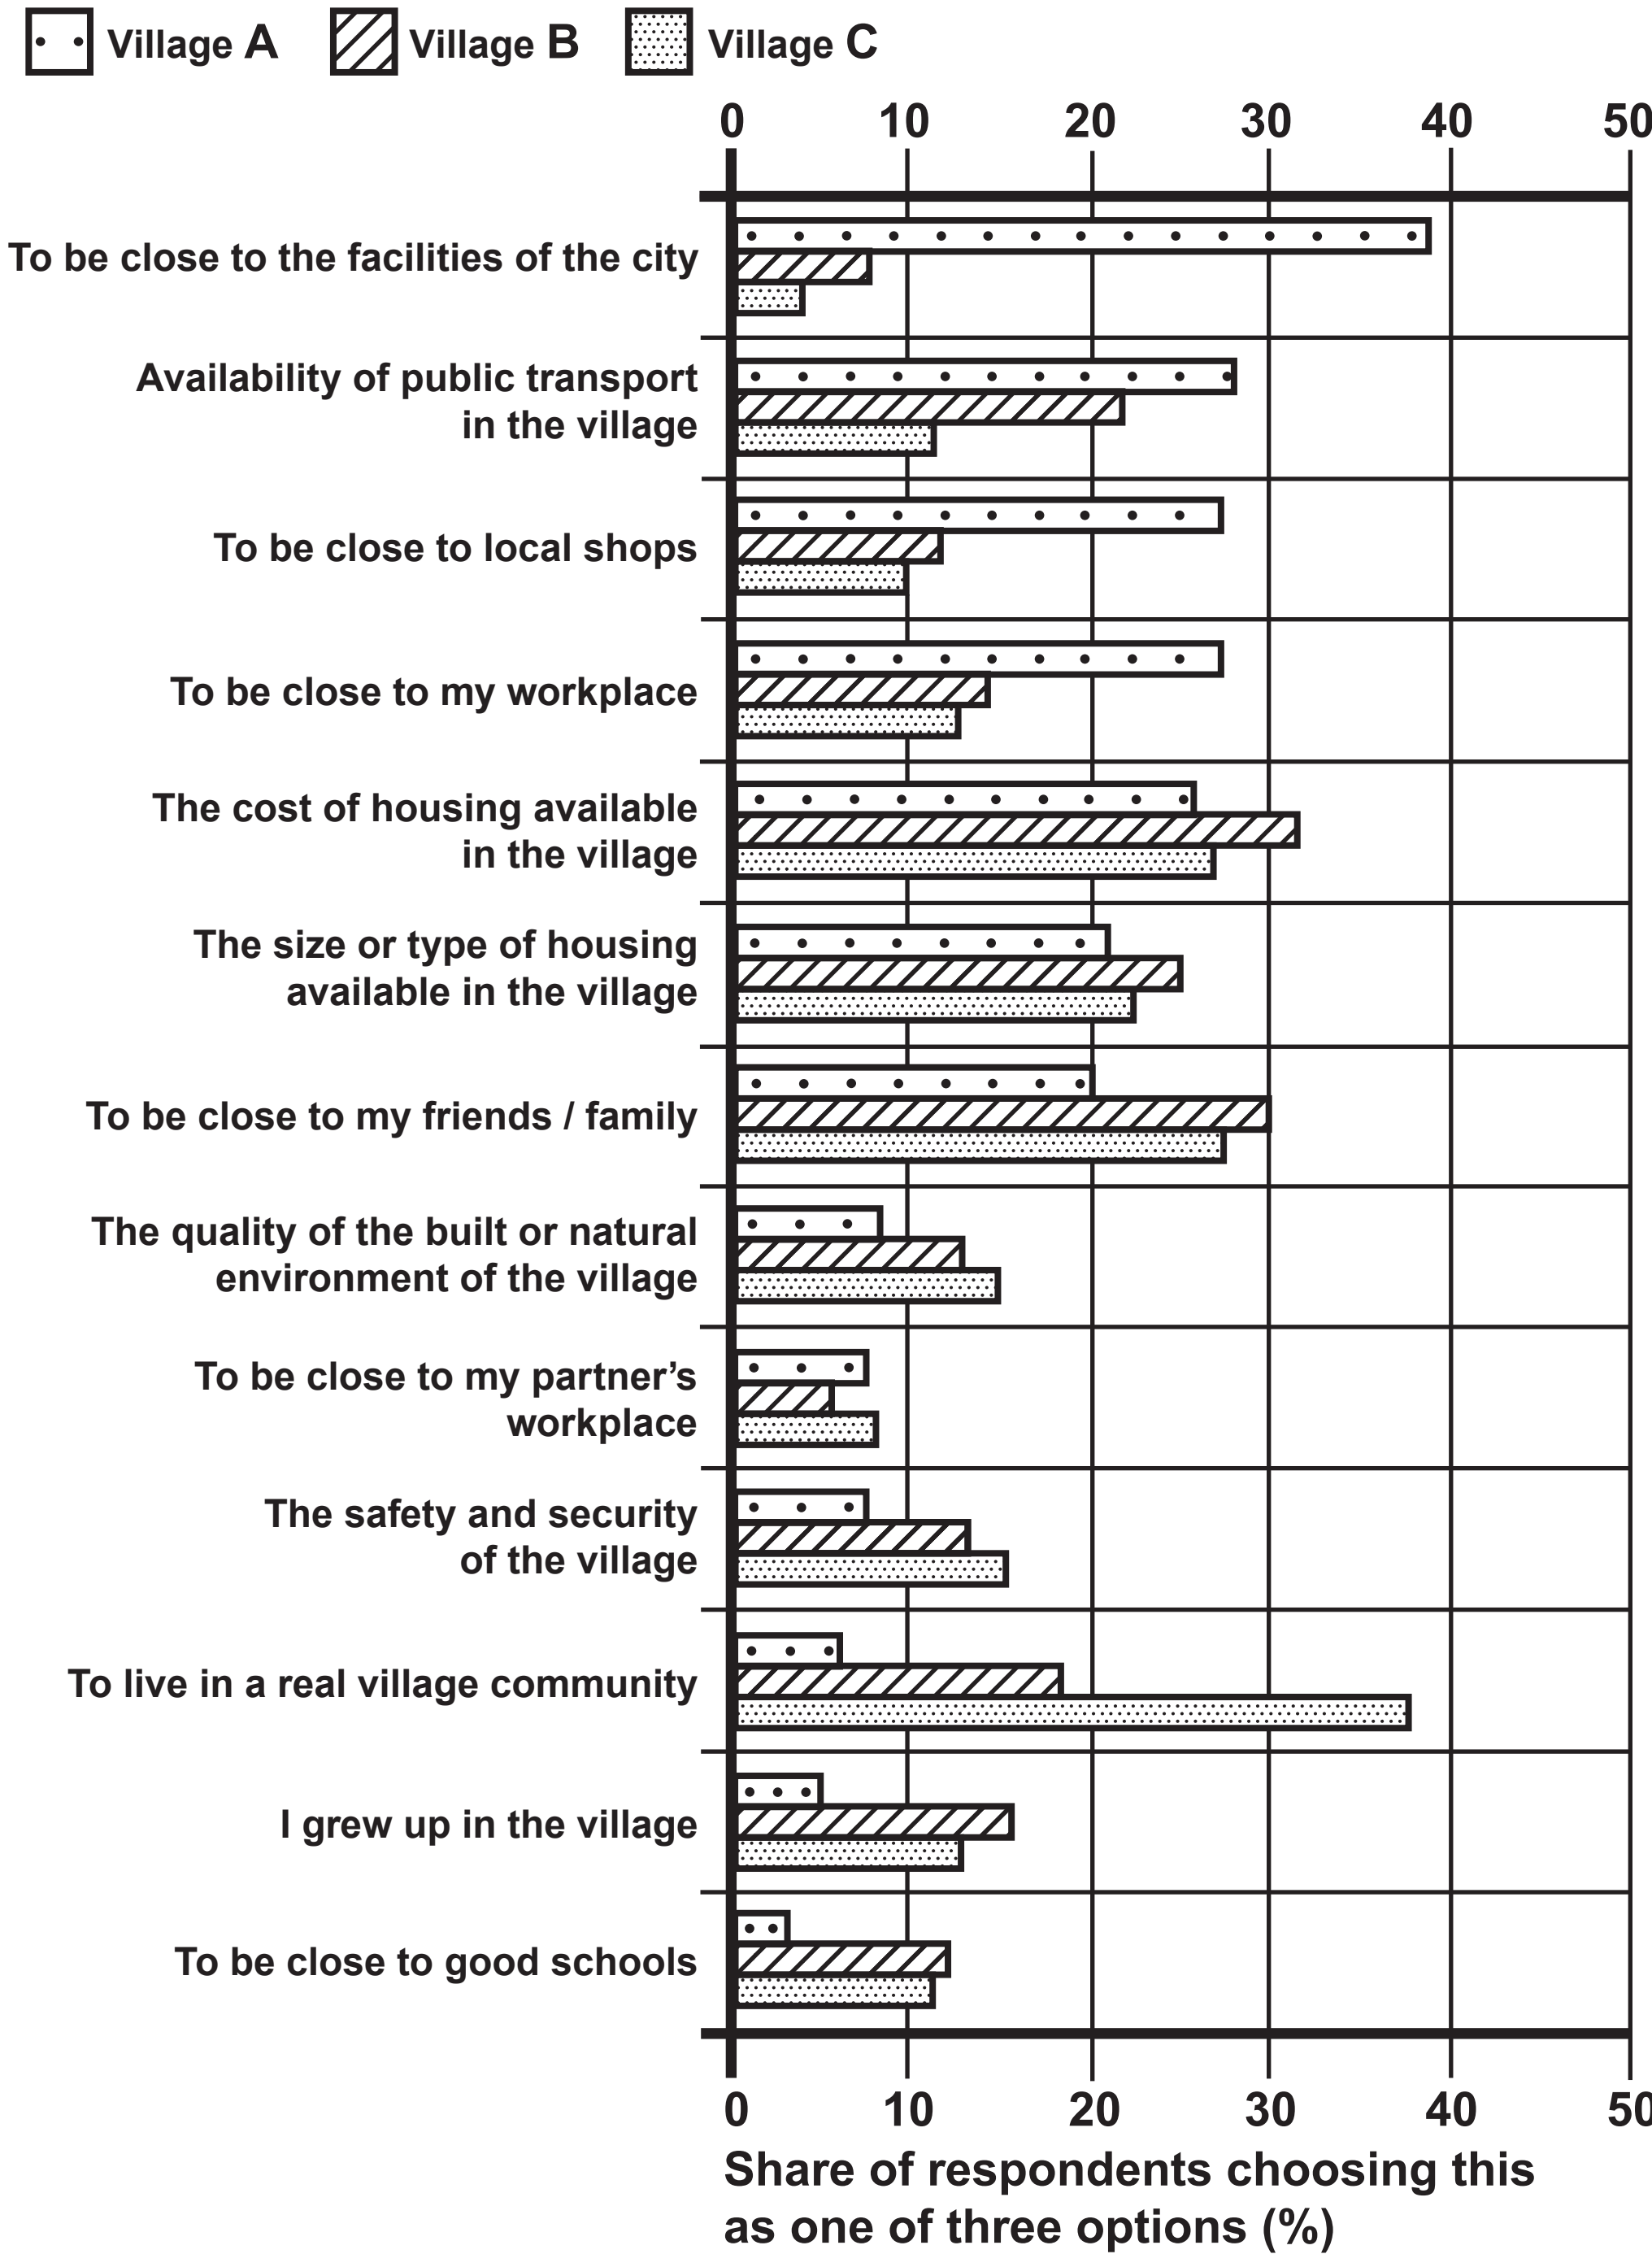 Village A Village B Village C
0 10 20 30 40 50
To be close to the facilities of the city
Availability of public transport
in the village
To be close to local shops
To be close to my workplace
The cost of housing available
in the village
The size or type of housing
available in the village
To be close to my friends / family
The quality of the built or natural
environment of the village
To be close to my partner’s
workplace
The safety and security
of the village
To live in a real village community
I grew up in the village
To be close to good schools
0 10 20 30 40 50
Share of respondents choosing this
as one of three options (%)